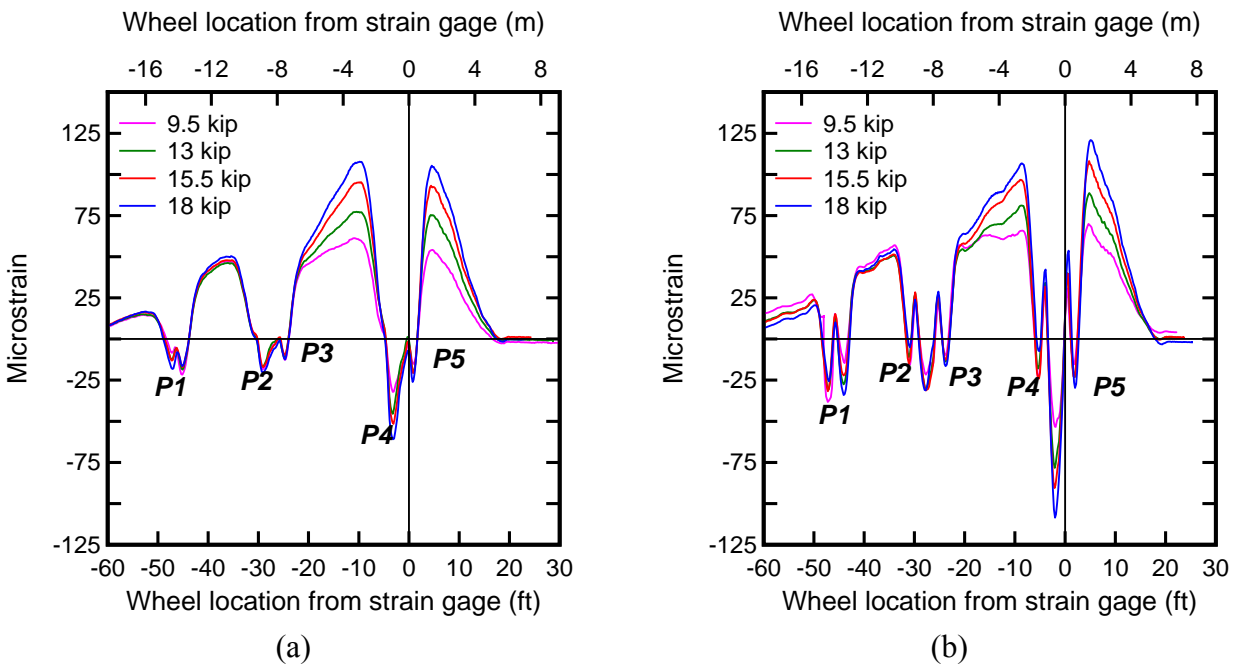 Wheel location from strain gage (m)
-16 -12 -8 -4 0 4 8
125
75
25
-25
-75
-125
Microstrain
9.5 kip
13 kip
15.5 kip
18 kip
P1
P2
P3
P4
P5
-60 -50 -40 -30 -20 -10 0 10 20 30
Wheel location from strain gage (ft)
(a)
Wheel location from strain gage (m)
-16 -12 -8 -4 0 4 8
125
75
25
-25
-75
-125
Microstrain
9.5 kip
13 kip
15.5 kip
18 kip
P1
P2
P3
P4
P5
-60 -50 -40 -30 -20 -10 0 10 20 30
Wheel location from strain gage (ft)
(b)